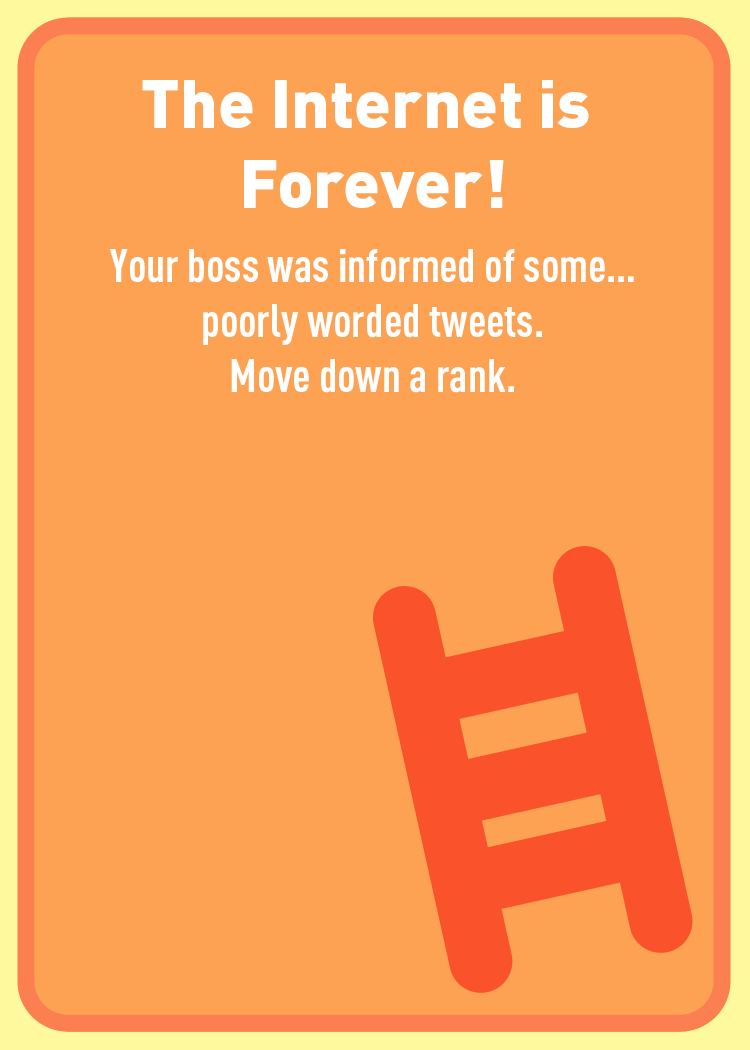 The Internet is
Forever!
Your boss was informed of some...
poorly worded tweets.
Move down a rank.